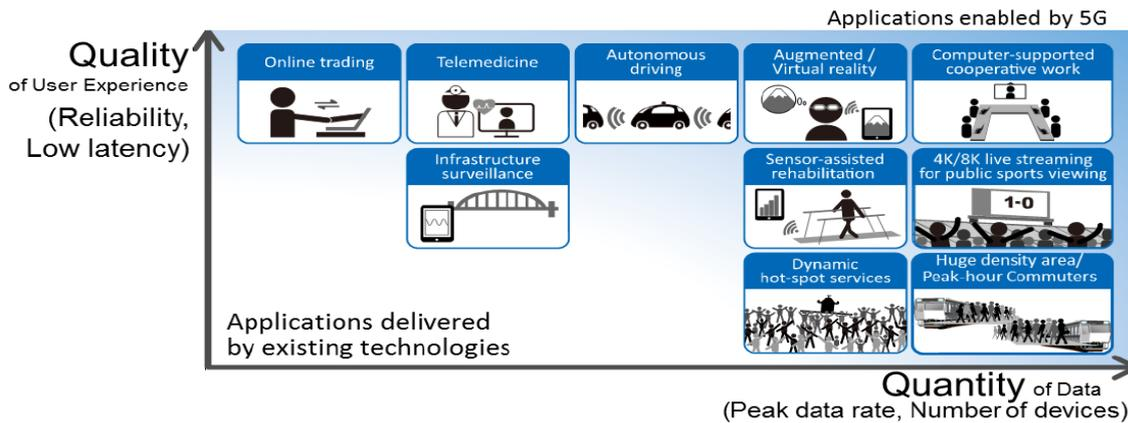 Applications enabled by 5G
Quality
of User Experience
(Reliability,
Low latency)
Online trading
Telemedicine
Autonomous
driving
Augmented /
Virtual reality
Computer-supported
cooperative work
Infrastructure
surveillance
Sensor-assisted
rehabilitation
4K/8K live streaming
for public sports viewing
1-0
Dynamic
hot-spot services
Huge density area/
Peak-hour Commuters
Applications delivered
by existing technologies
Quantity of Data
(Peak data rate, Number of devices)